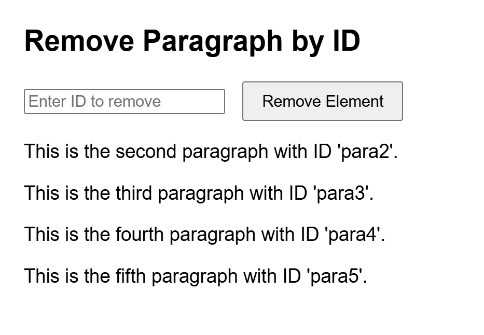 Remove Paragraph by ID
Enter ID to remove
Remove Element
This is the second paragraph with ID 'para2'.
This is the third paragraph with ID 'para3'.
This is the fourth paragraph with ID 'para4'.
This is the fifth paragraph with ID 'para5'.